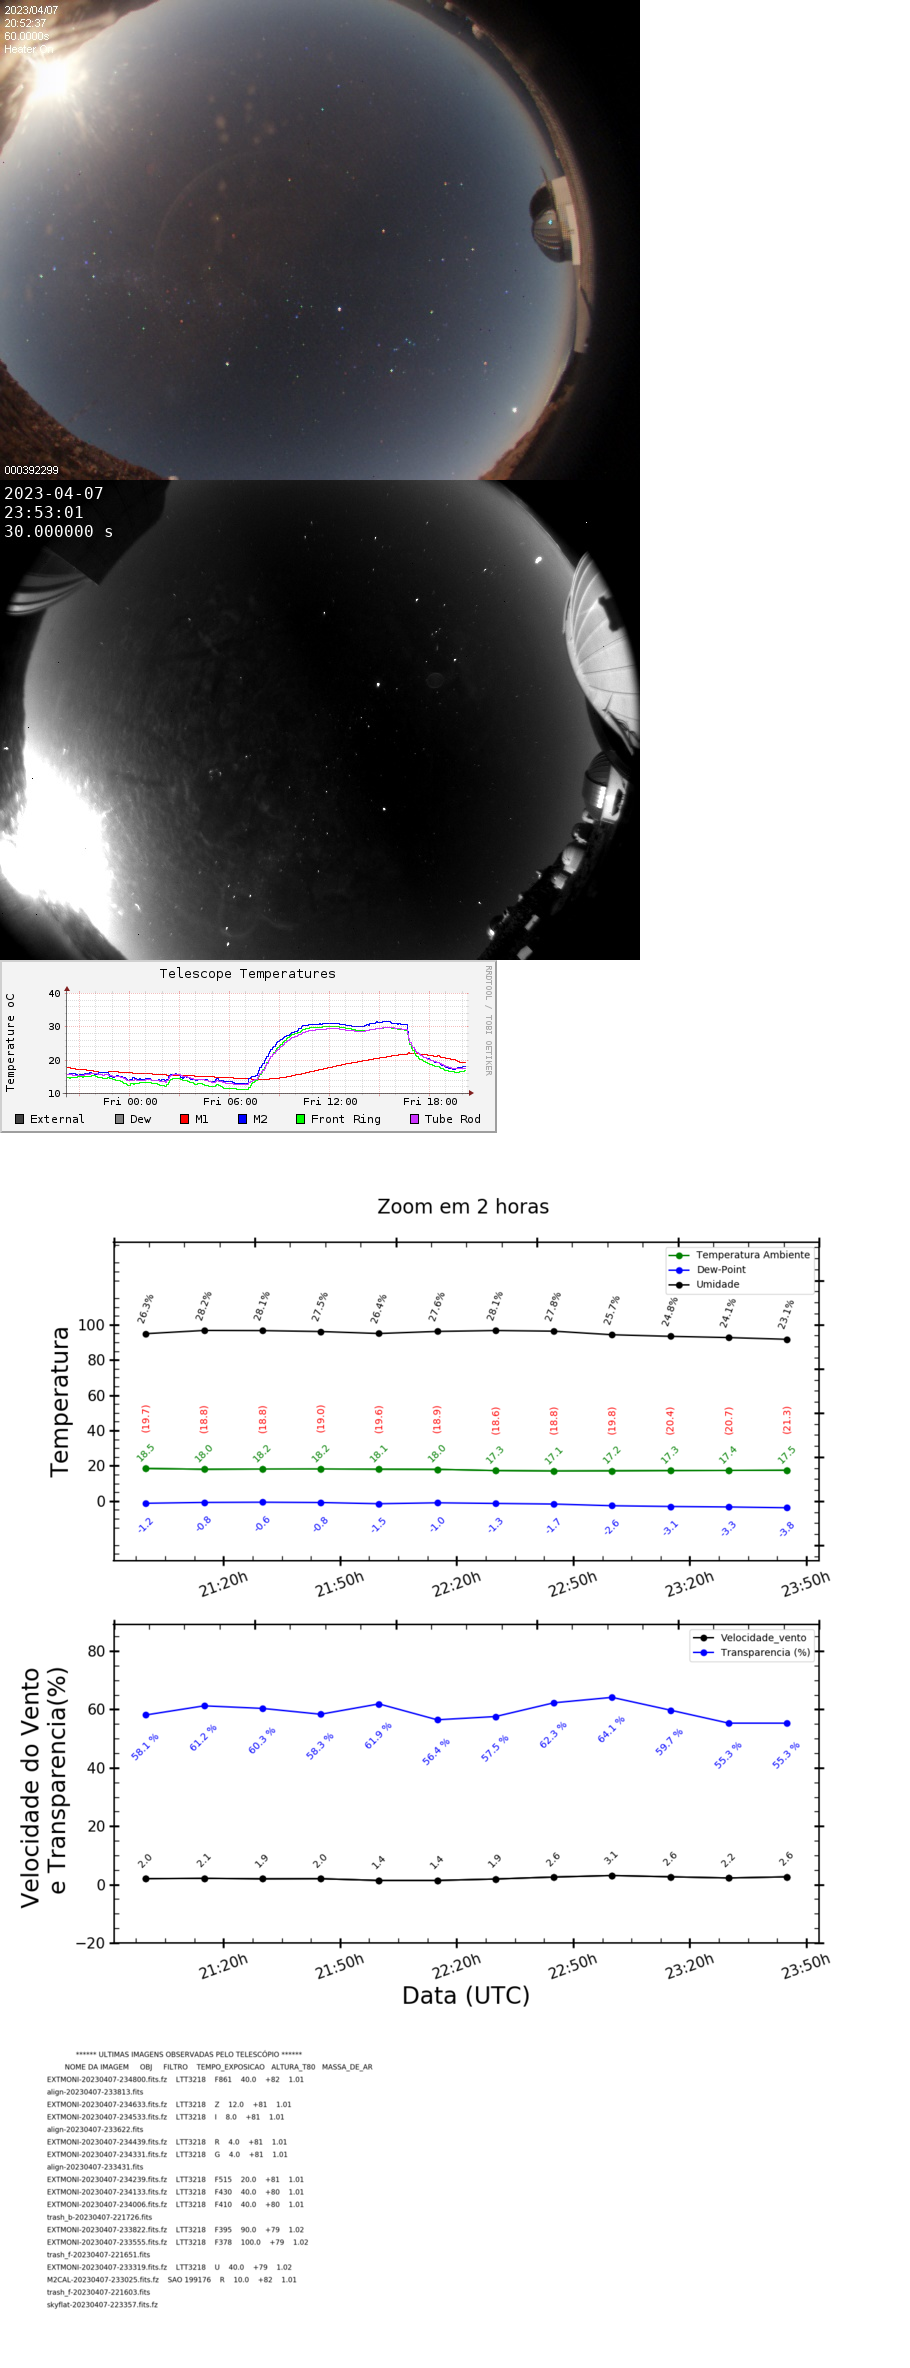 2023/04/07
20:52:37
60.0000s
Heater On
000392299
2023-04-07
23:53:01
30.000000 s
Telescope Temperatures
RRDTOOL / TOBI OETIKER
Temperature oC
40
30
20
10
Fri 00:00 Fri 06:00 Fri 12:00 Fri 18:00
External Dew M1 M2 Front Ring Tube Rod
Zoom em 2 horas
Temperatura Ambiente
Dew-Point
Umidade
Temperatura
100
80
60
40
20
0
26.3% 28.2% 28.1% 27.5% 26.4% 27.6% 28.1% 27.8% 25.7% 24.8% 24.1% 23.1%
(19.7) (18.8) (18.8) (19.0) (19.6) (18.9) (18.6) (18.8) (19.8) (20.4) (20.7) (21.3)
18.5 18.0 18.2 18.2 18.1 18.0 17.3 17.1 17.2 17.3 17.4 17.5
-1.2 -0.8 -0.6 -0.8 -1.5 -1.0 -1.3 -1.7 -2.6 -3.1 -3.3 -3.8
21:20h 21:50h 22:20h 22:50h 23:20h 23:50h
Velocidade_vento
Transparencia (%)
Velocidade do Vento
e Transparencia(%)
80
60
40
20
0
−20
58.1 % 61.2 % 60.3 % 58.3 % 61.9 % 56.4 % 57.5 % 62.3 % 64.1 % 59.7 % 55.3 % 55.3 %
2.0 2.1 1.9 2.0 1.4 1.4 1.9 2.6 3.1 2.6 2.2 2.6
21:20h 21:50h 22:20h 22:50h 23:20h 23:50h
Data (UTC)
****** ULTIMAS IMAGENS OBSERVADAS PELO TELESCÓPIO ******
NOME DA IMAGEM OBJ FILTRO TEMPO_EXPOSICAO ALTURA_T80 MASSA_DE_AR
EXTMONI-20230407-234800.fits.fz LTT3218 F861 40.0 +82 1.01
align-20230407-233813.fits
EXTMONI-20230407-234633.fits.fz LTT3218 Z 12.0 +81 1.01
EXTMONI-20230407-234533.fits.fz LTT3218 I 8.0 +81 1.01
align-20230407-233622.fits
EXTMONI-20230407-234439.fits.fz LTT3218 R 4.0 +81 1.01
EXTMONI-20230407-234331.fits.fz LTT3218 G 4.0 +81 1.01
align-20230407-233431.fits
EXTMONI-20230407-234239.fits.fz LTT3218 F515 20.0 +81 1.01
EXTMONI-20230407-234133.fits.fz LTT3218 F430 40.0 +80 1.01
EXTMONI-20230407-234006.fits.fz LTT3218 F410 40.0 +80 1.01
trash_b-20230407-221726.fits
EXTMONI-20230407-233822.fits.fz LTT3218 F395 90.0 +79 1.02
EXTMONI-20230407-233555.fits.fz LTT3218 F378 100.0 +79 1.02
trash_f-20230407-221651.fits
EXTMONI-20230407-233319.fits.fz LTT3218 U 40.0 +79 1.02
M2CAL-20230407-233025.fits.fz SAO 199176 R 10.0 +82 1.01
trash_f-20230407-221603.fits
skyflat-20230407-223357.fits.fz